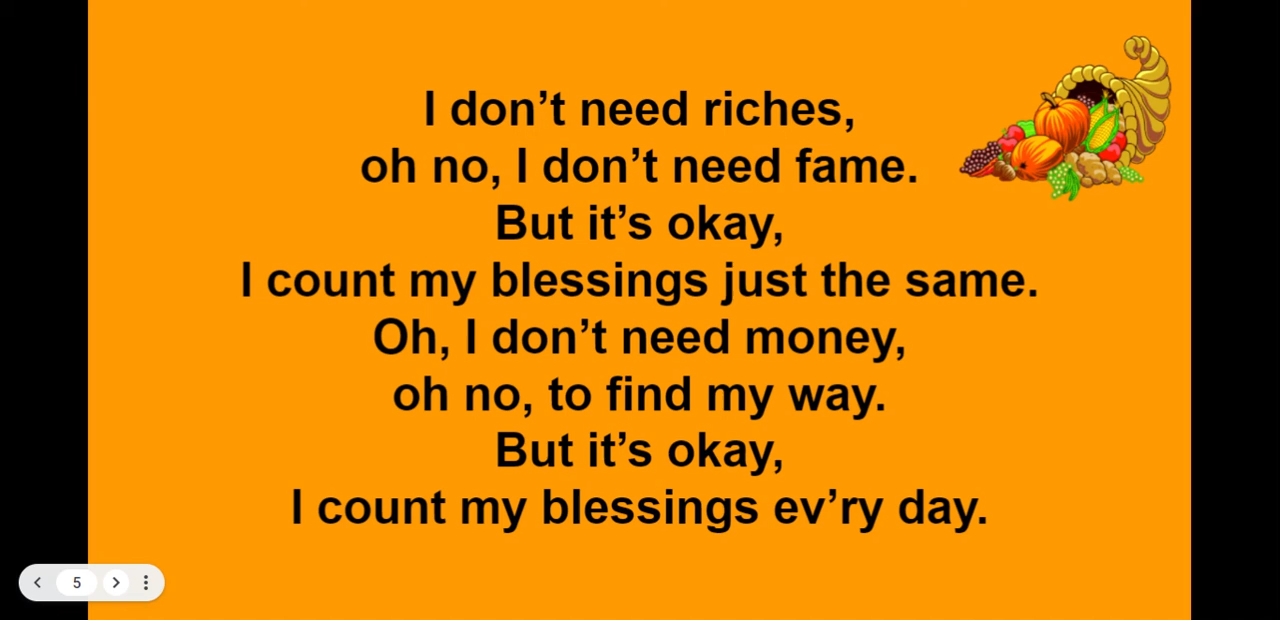 I don’t need riches,
oh no, I don’t need fame.
But it’s okay,
I count my blessings just the same.
Oh, I don’t need money,
oh no, to find my way.
But it’s okay,
I count my blessings ev’ry day.
5